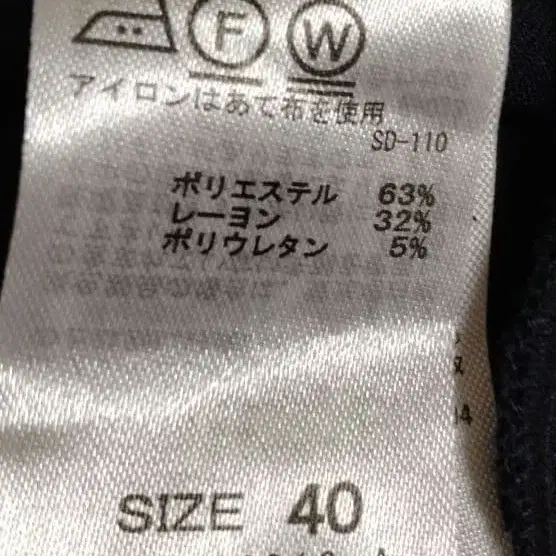 F W
アイロンはあて布を使用
SD-110
ポリエステル 63%
レーヨン 32%
ポリウレタン 5%
SIZE 40